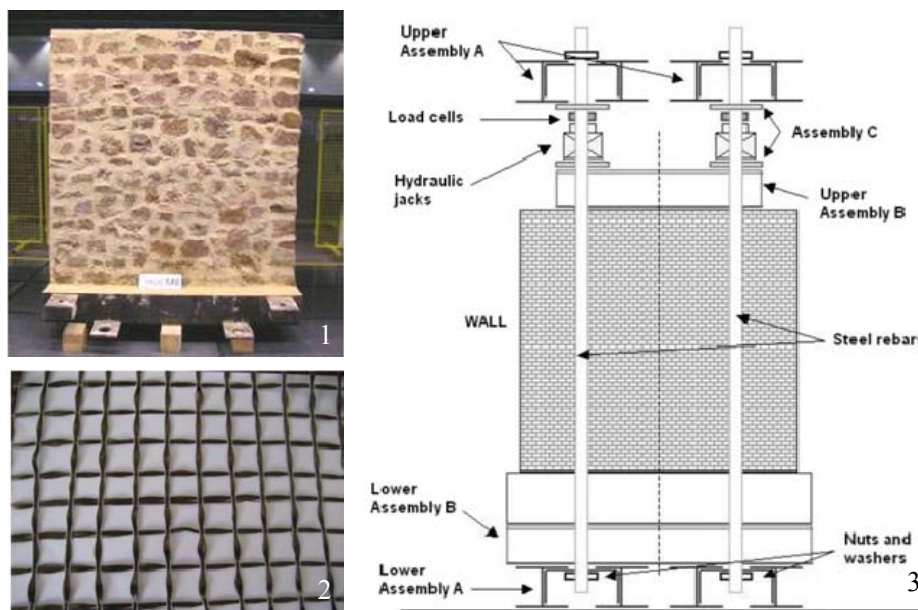 1
2
Upper
Assembly A
Load cells
Hydraulic
jacks
Assembly C
Upper
Assembly B
WALL
Steel rebars
Lower
Assembly B
Lower
Assembly A
Nuts and
washers
3